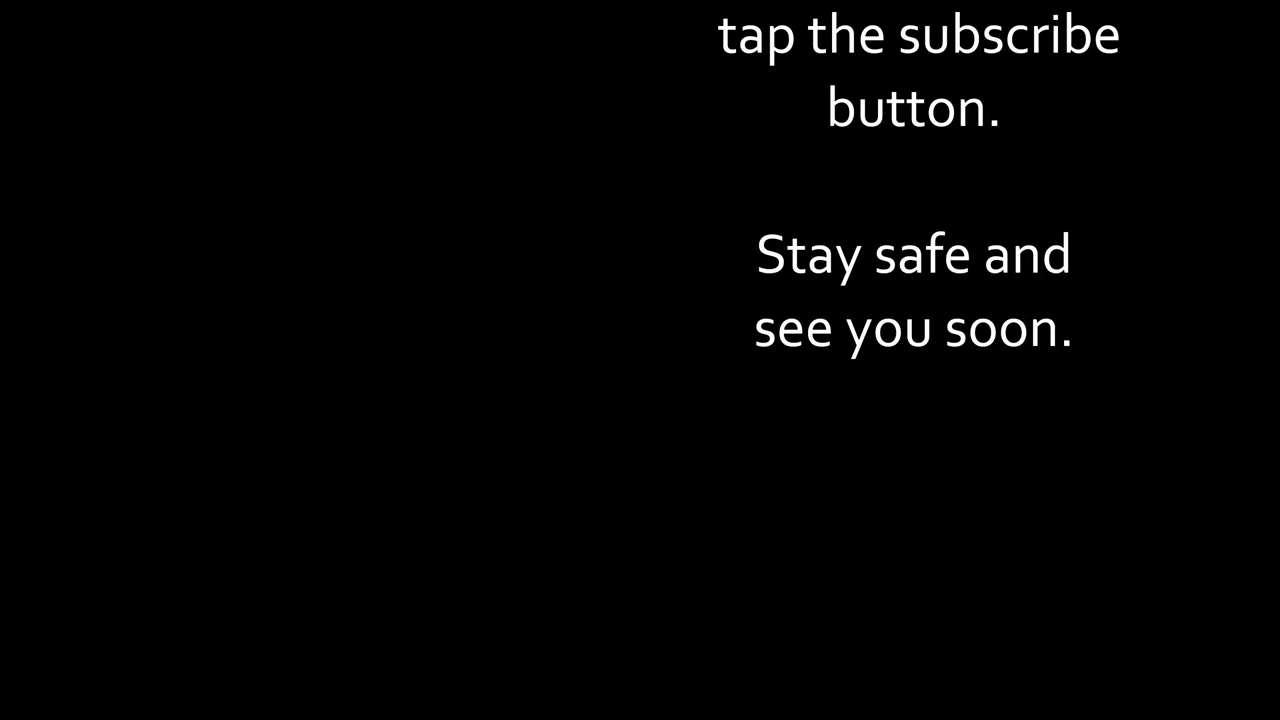 tap the subscribe
button.
Stay safe and
see you soon.